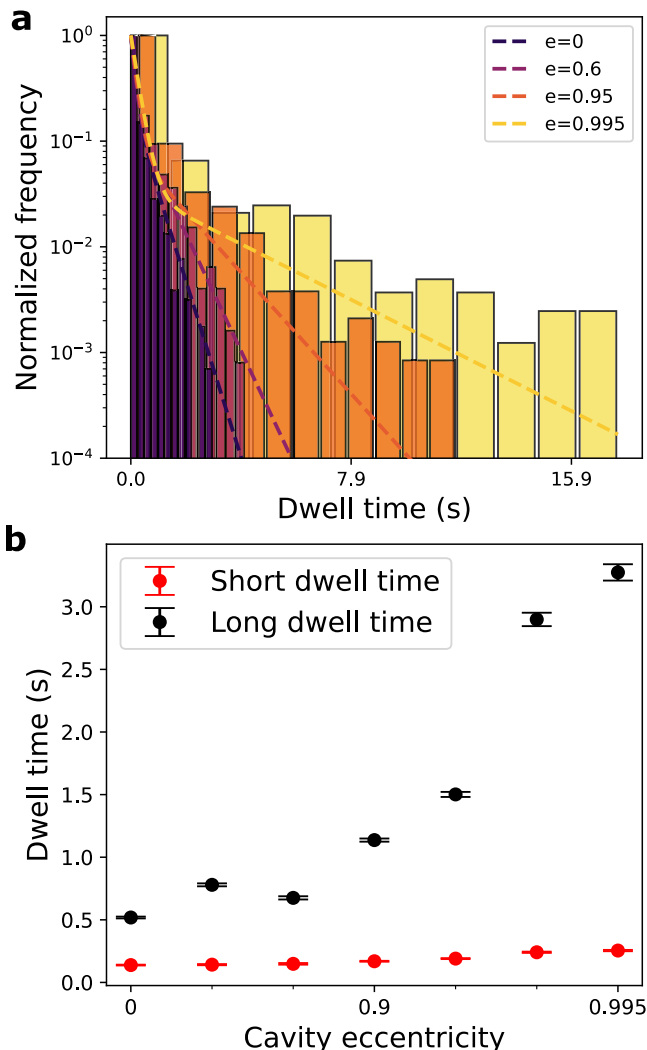 a
Normalized frequency
10⁰
10⁻¹
10⁻²
10⁻³
10⁻⁴
e=0
e=0.6
e=0.95
e=0.995
0.0
7.9
15.9
Dwell time (s)
b
Dwell time (s)
3.0
2.5
2.0
1.5
1.0
0.5
0.0
Short dwell time
Long dwell time
0
0.9
0.995
Cavity eccentricity